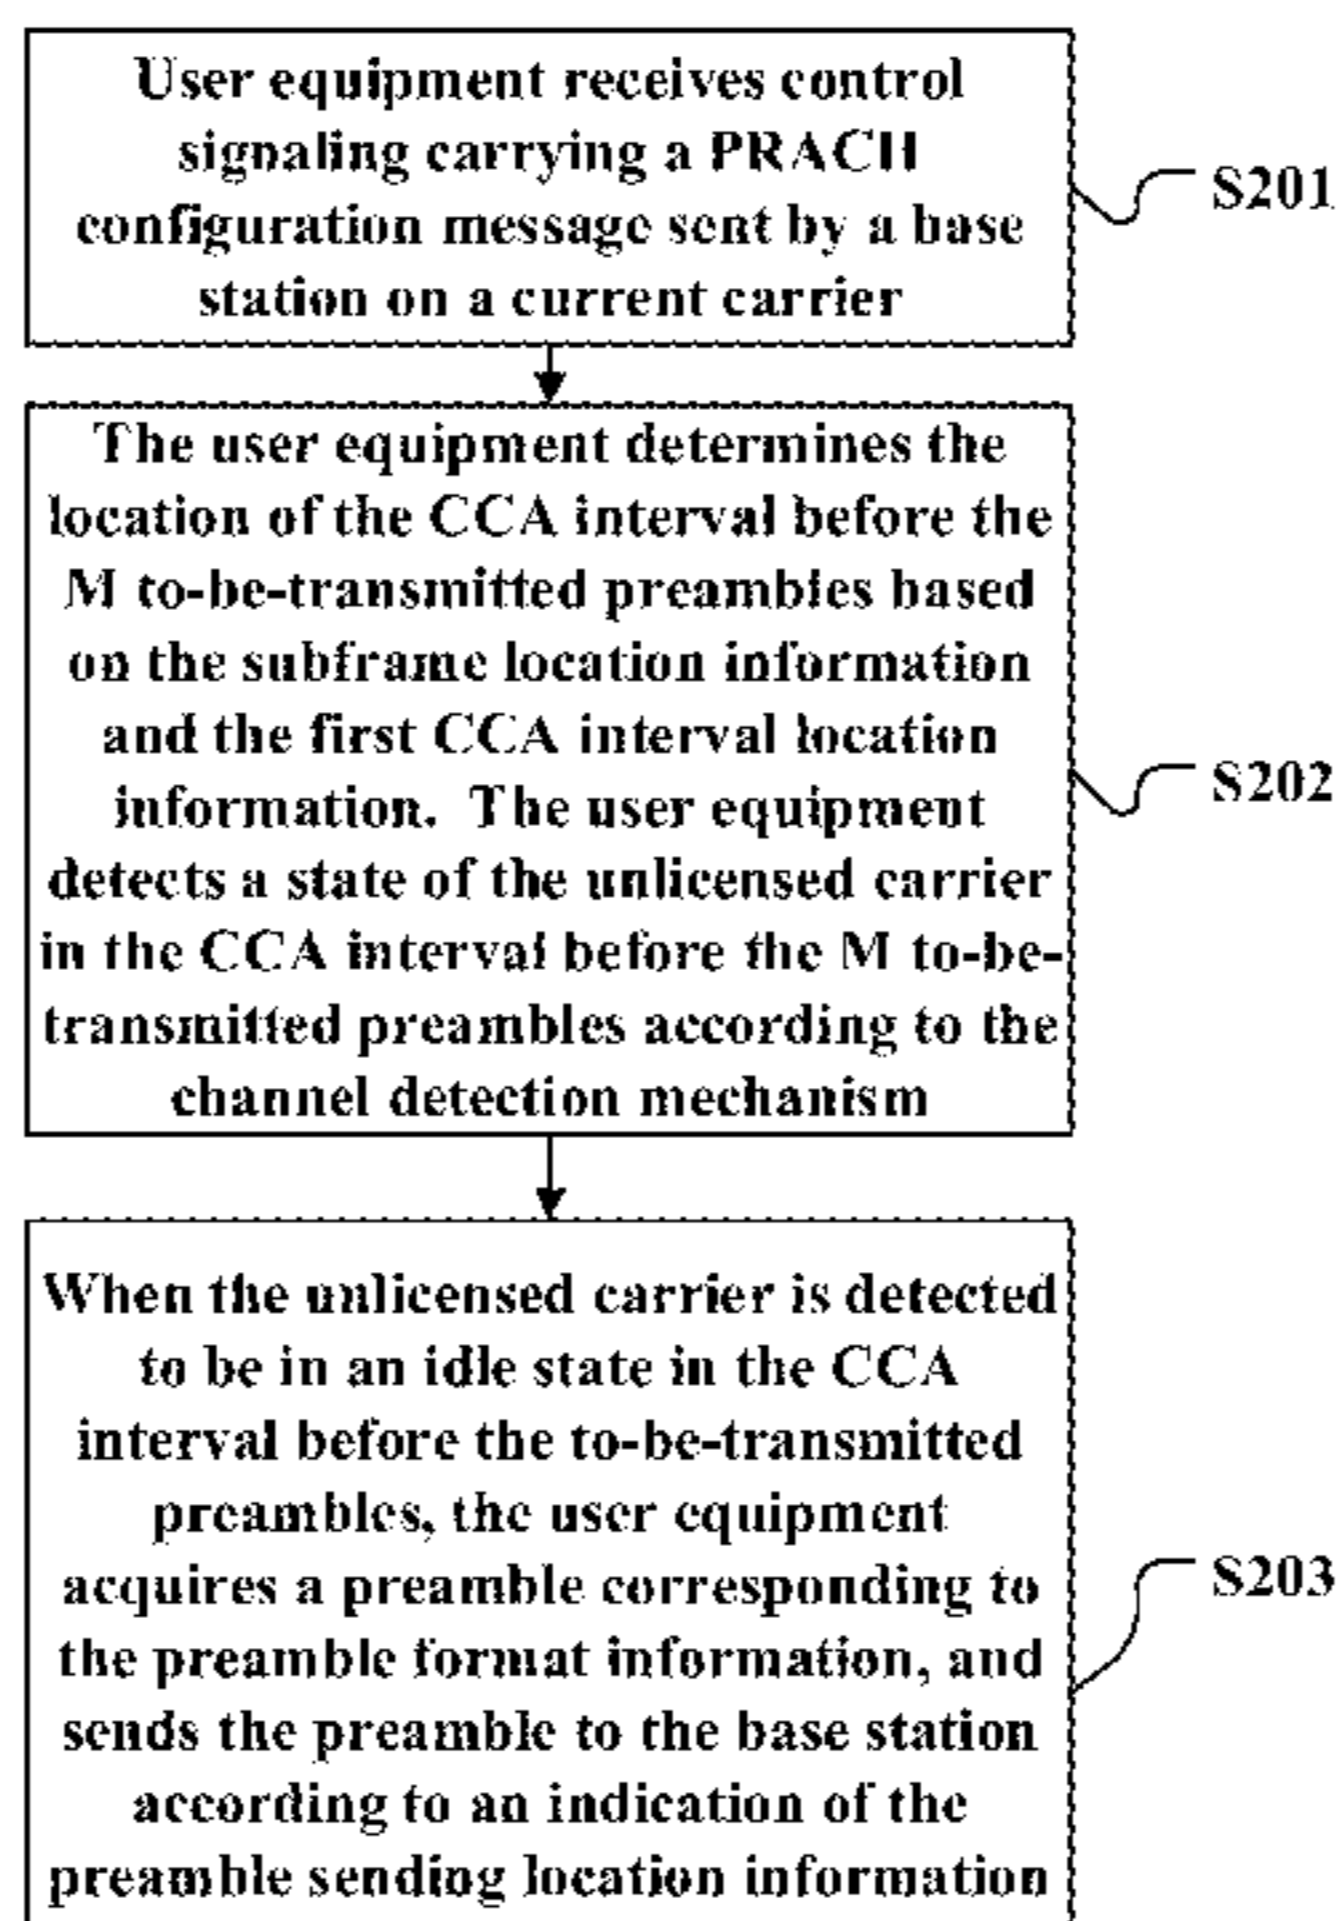 User equipment receives control
signaling carrying a PRACH
configuration message sent by a base
station on a current carrier
S201
The user equipment determines the
location of the CCA interval before the
M to-be-transmitted preambles based
on the subframe location information
and the first CCA interval location
information. The user equipment
detects a state of the unlicensed carrier
in the CCA interval before the M to-be-
transmitted preambles according to the
channel detection mechanism
S202
When the unlicensed carrier is detected
to be in an idle state in the CCA
interval before the to-be-transmitted
preambles, the user equipment
acquires a preamble corresponding to
the preamble format information, and
sends the preamble to the base station
according to an indication of the
preamble sending location information
S203